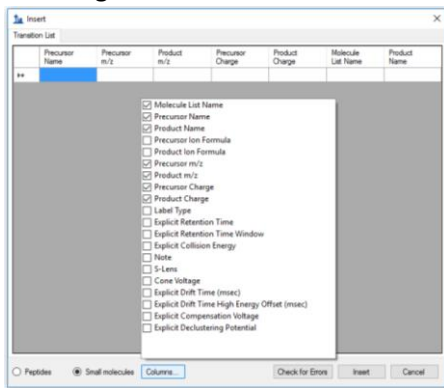 Insert
Transition List
Precursor Name
Precursor m/z
Product m/z
Precursor Charge
Product Charge
Molecule List Name
Product Name
Molecule List Name
Precursor Name
Product Name
Precursor Ion Formula
Product Ion Formula
Precursor m/z
Product m/z
Precursor Charge
Product Charge
Label Type
Explicit Retention Time
Explicit Retention Time Window
Explicit Collision Energy
Note
S-Lens
Cone Voltage
Explicit Drift Time (msec)
Explicit Drift Time High Energy Offset (msec)
Explicit Compensation Voltage
Explicit Declustering Potential
Peptides
Small molecules
Columns...
Check for Errors
Insert
Cancel